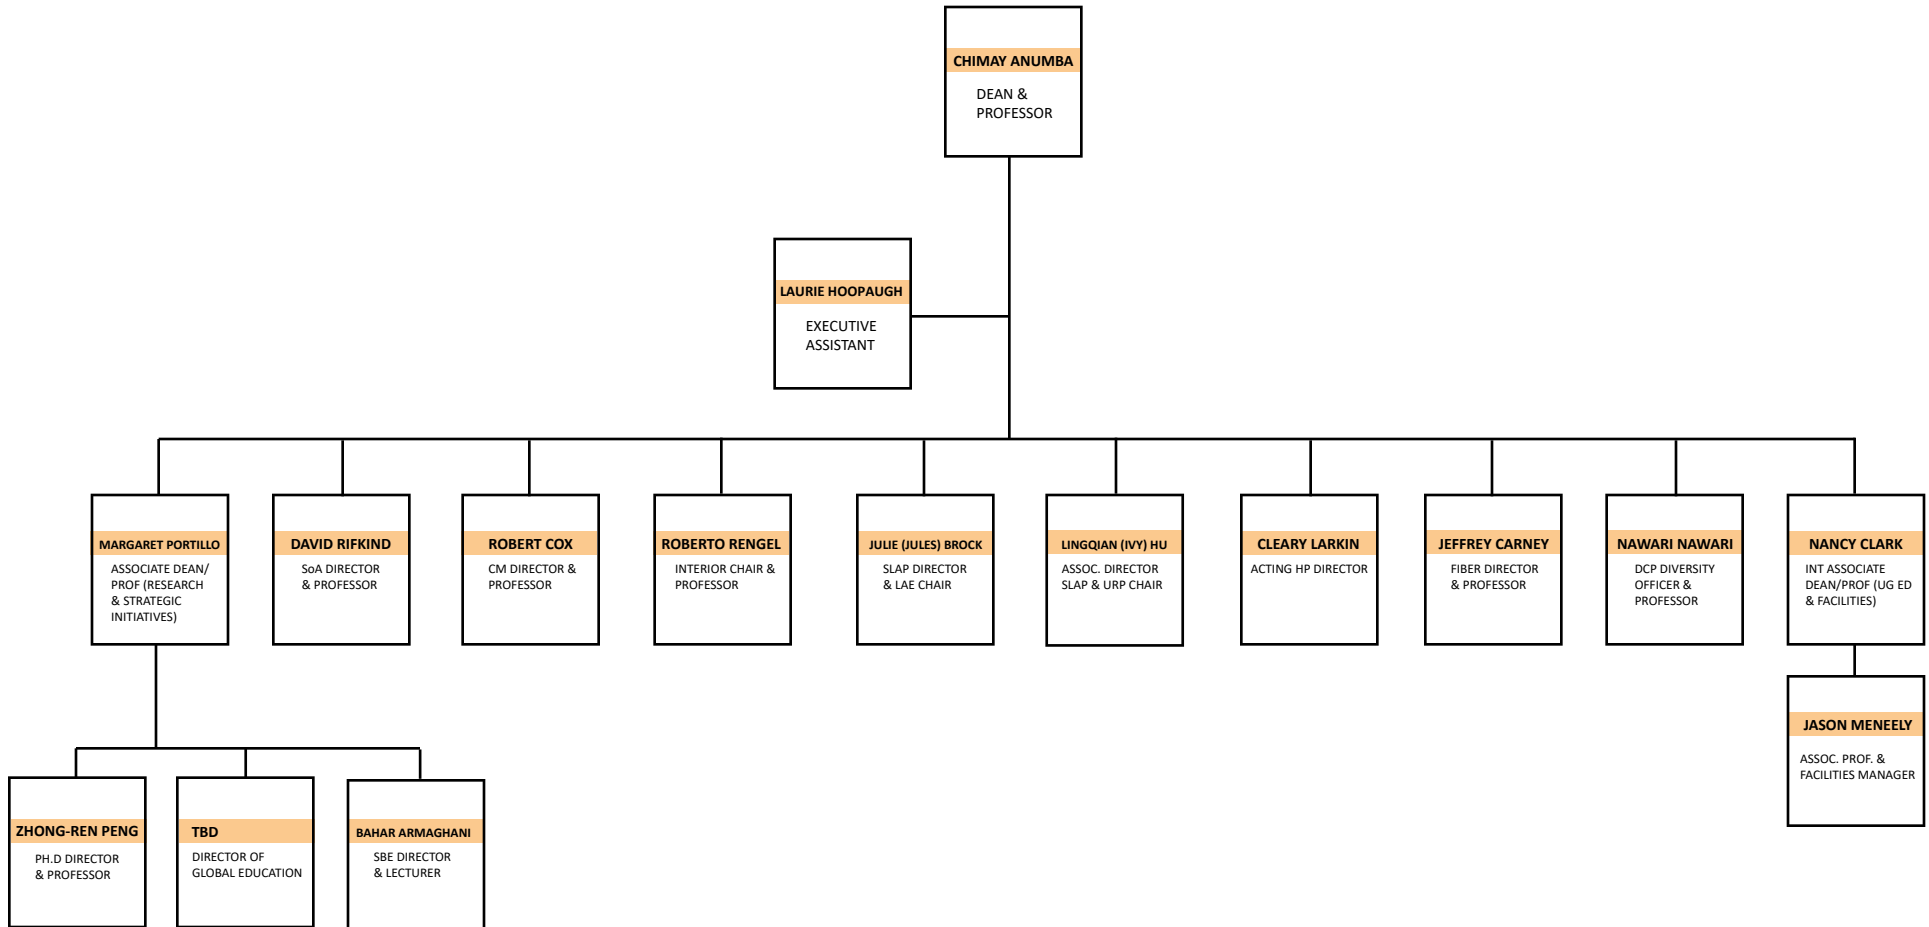 CHIMAY ANUMBA
DEAN &
PROFESSOR
LAURIE HOOPAUGH
EXECUTIVE
ASSISTANT
MARGARET PORTILLO
ASSOCIATE DEAN/
PROF (RESEARCH
& STRATEGIC
INITIATIVES)
DAVID RIFKIND
SoA DIRECTOR
& PROFESSOR
ROBERT COX
CM DIRECTOR &
PROFESSOR
ROBERTO RENGEL
INTERIOR CHAIR &
PROFESSOR
JULIE (JULES) BROCK
SLAP DIRECTOR
& LAE CHAIR
LINGQIAN (IVY) HU
ASSOC. DIRECTOR
SLAP & URP CHAIR
CLEARY LARKIN
ACTING HP DIRECTOR
JEFFREY CARNEY
FIBER DIRECTOR
& PROFESSOR
NAWARI NAWARI
DCP DIVERSITY
OFFICER &
PROFESSOR
NANCY CLARK
INT ASSOCIATE
DEAN/PROF (UG ED
& FACILITIES)
JASON MENEELY
ASSOC. PROF. &
FACILITIES MANAGER
ZHONG-REN PENG
PH.D DIRECTOR
& PROFESSOR
TBD
DIRECTOR OF
GLOBAL EDUCATION
BAHAR ARMAGHANI
SBE DIRECTOR
& LECTURER